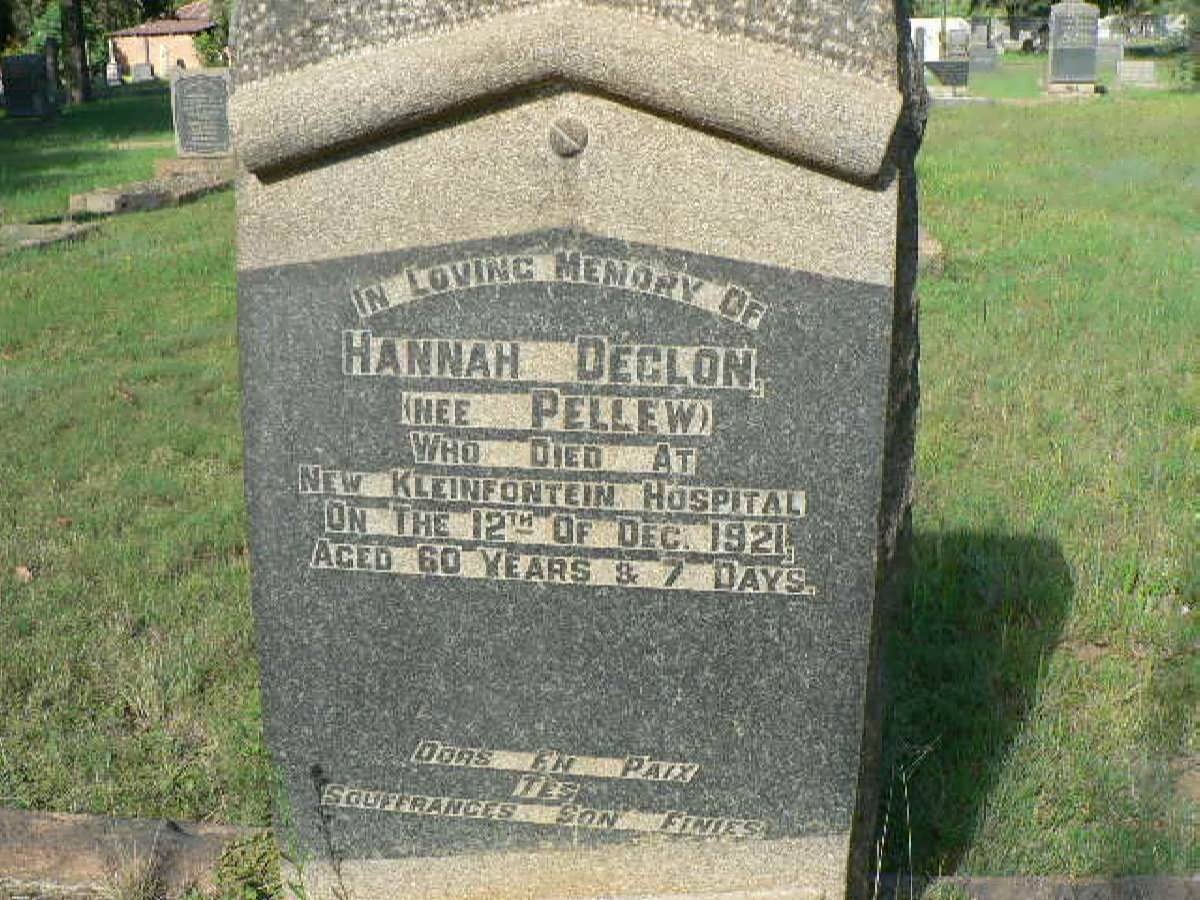 In Loving Memory Of
Hannah Declon,
(Nee Pellew)
Who Died At
New Kleinfontein Hospital
On The 12th Of Dec. 1921,
Aged 60 Years & 7 Days.
Dors En Paix
Tes
Souffrances Son Finies